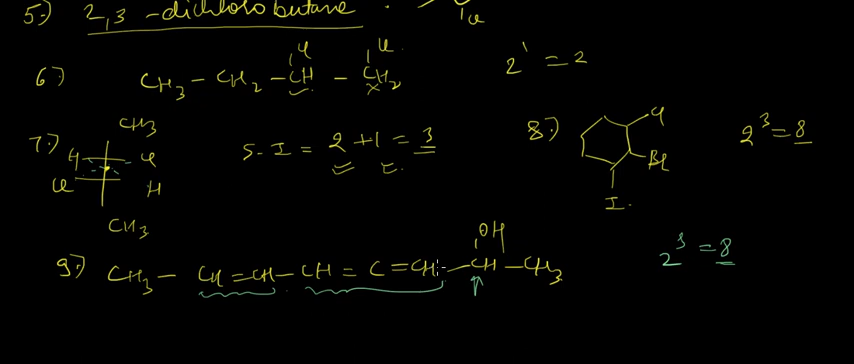 5.) 2,3-dichlorobutane.
Cl
Cl Cl
6.) CH3 - CH2 - CH - CH2 2^1 = 2
CH3
7.) H Cl S.I = 2 + 1 = 3 8.) Cl 2^3 = 8
Cl H Br
CH3 I
OH
9.) CH3 - CH = CH - CH = C = CH - CH - CH3 2^3 = 8